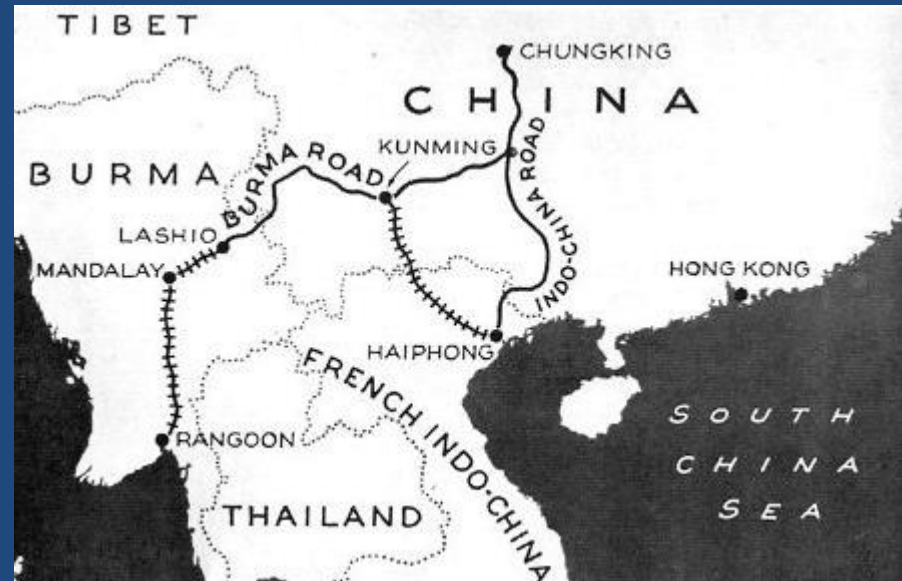 TIBET
CHUNGKING
CHINA
KUNMING
BURMA ROAD
INDO-CHINA ROAD
BURMA
LASHIO
MANDALAY
HONG KONG
HAIPHONG
FRENCH INDO-CHINA
RANGOON
SOUTH
CHINA
SEA
THAILAND